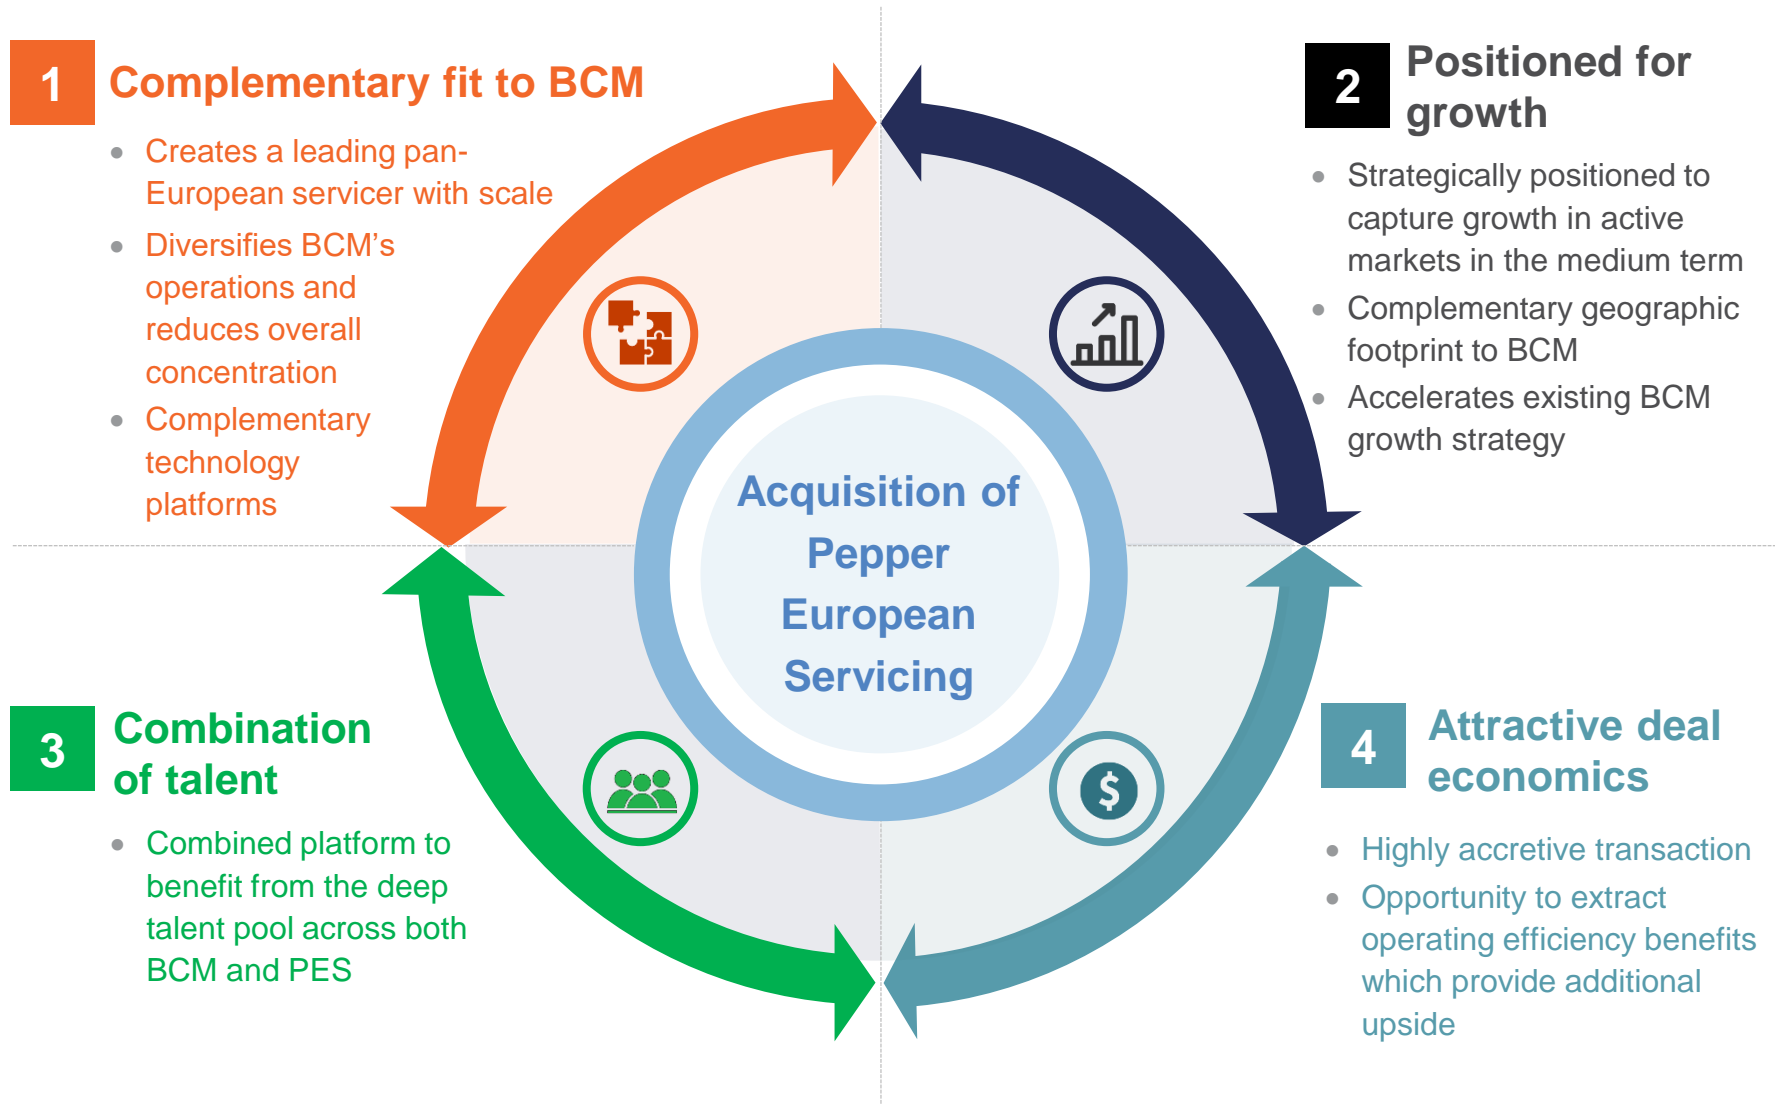 1
Complementary fit to BCM
• Creates a leading pan-
European servicer with scale
• Diversifies BCM’s
operations and
reduces overall
concentration
• Complementary
technology
platforms
2
Positioned for
growth
• Strategically positioned to
capture growth in active
markets in the medium term
• Complementary geographic
footprint to BCM
• Accelerates existing BCM
growth strategy
Acquisition of
Pepper
European
Servicing
3
Combination
of talent
• Combined platform to
benefit from the deep
talent pool across both
BCM and PES
4
Attractive deal
economics
• Highly accretive transaction
• Opportunity to extract
operating efficiency benefits
which provide additional
upside
$